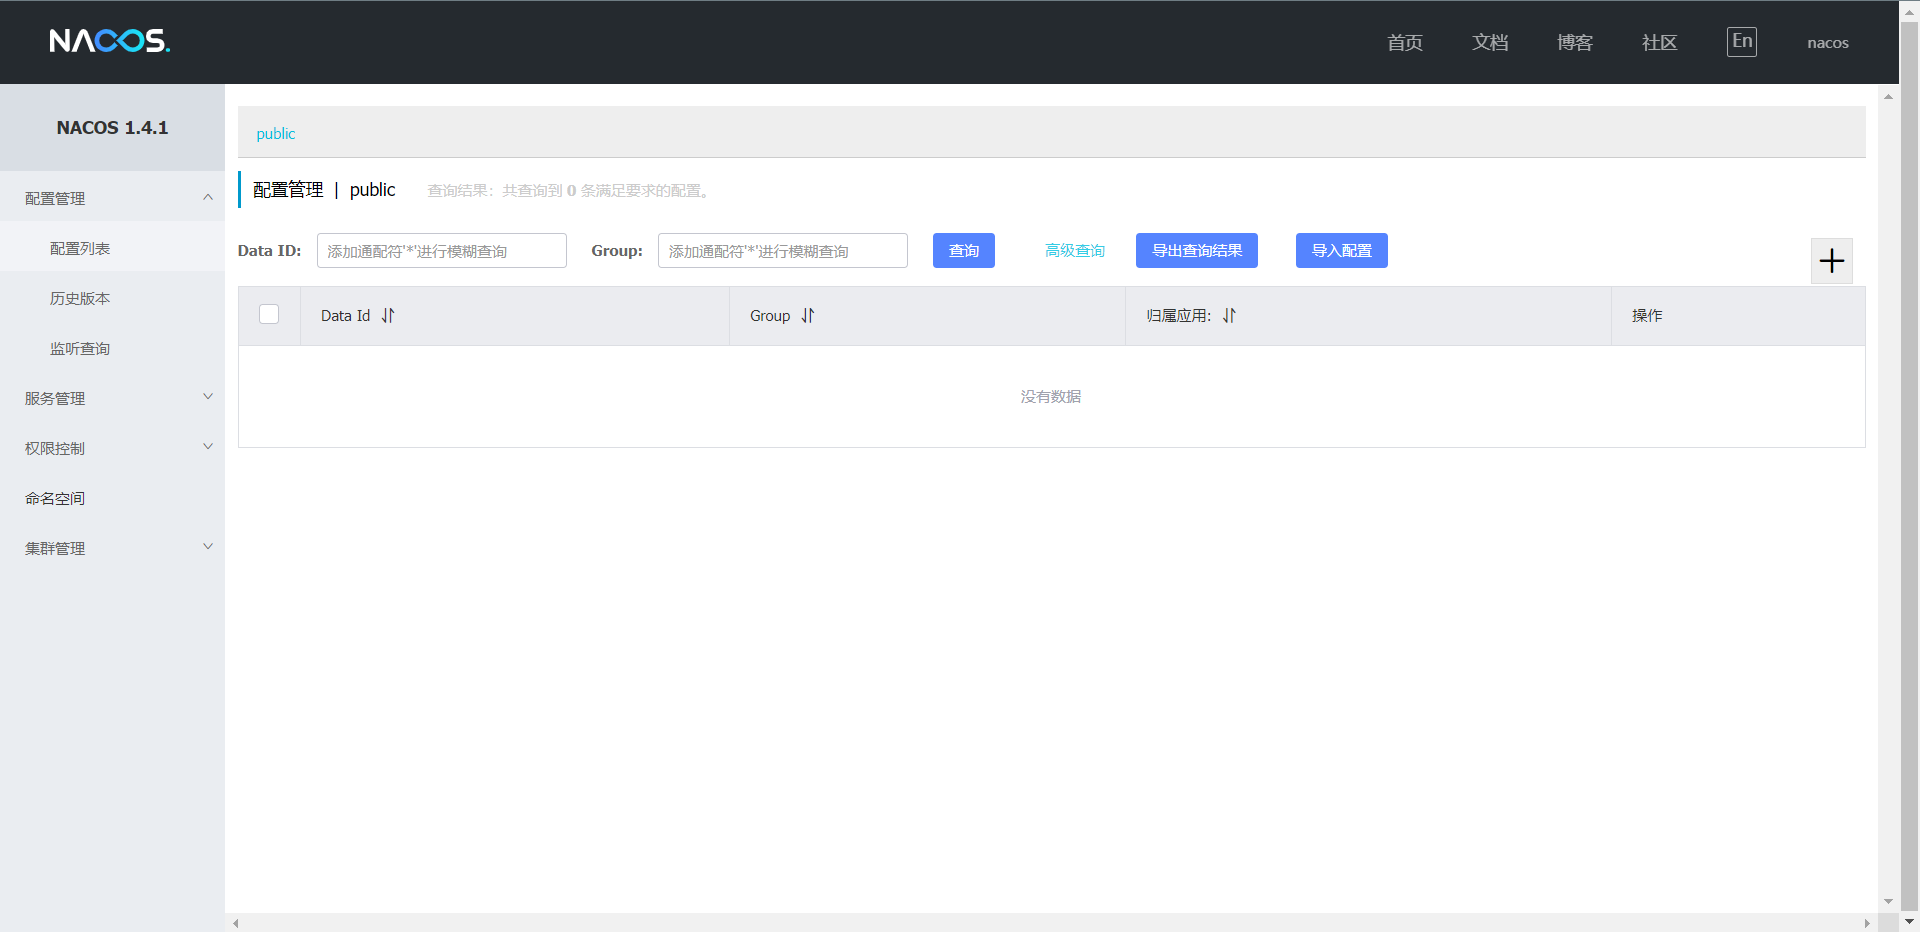 NACOS.
首页 文档 博客 社区 En nacos
NACOS 1.4.1
配置管理
配置列表
历史版本
监听查询
服务管理
权限控制
命名空间
集群管理
public
配置管理 | public 查询结果：共查询到 0 条满足要求的配置。
Data ID: 添加通配符'*'进行模糊查询 Group: 添加通配符'*'进行模糊查询 查询 高级查询 导出查询结果 导入配置
Data Id Group 归属应用: 操作
没有数据